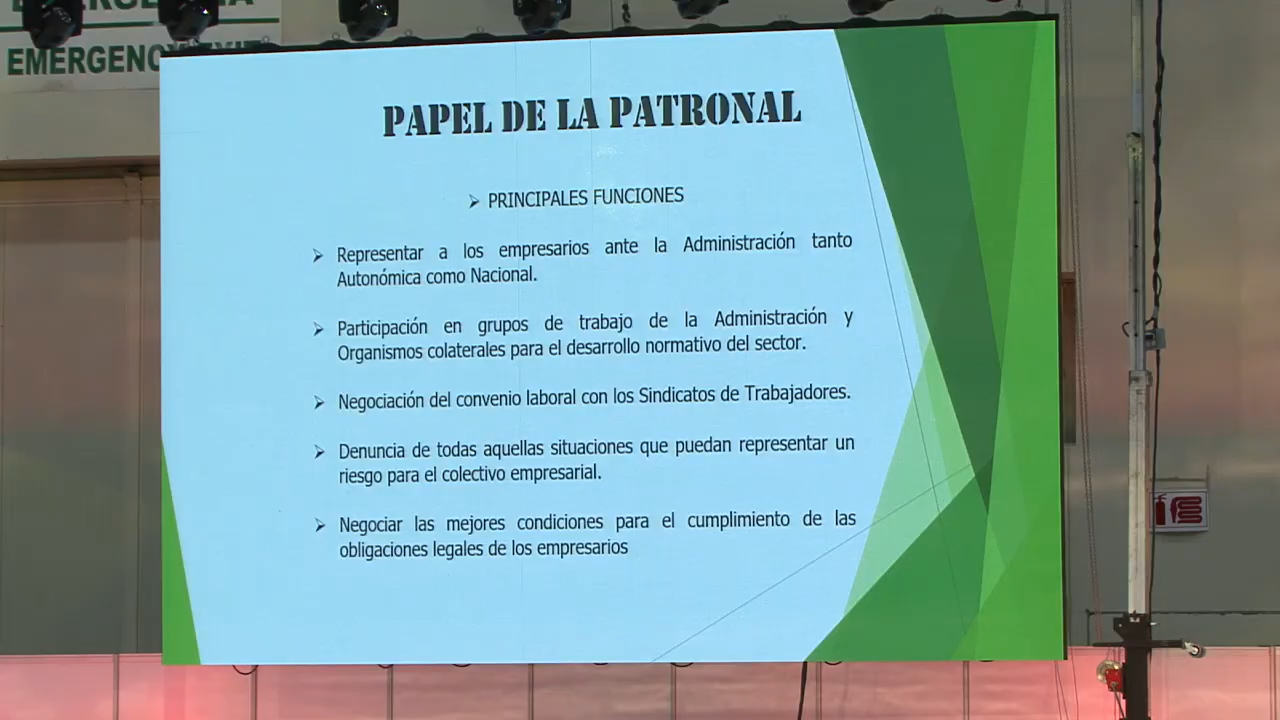 EMERGENCY EXIT
PAPEL DE LA PATRONAL
PRINCIPALES FUNCIONES
Representar a los empresarios ante la Administración tanto
Autonómica como Nacional.
Participación en grupos de trabajo de la Administración y
Organismos colaterales para el desarrollo normativo del sector.
Negociación del convenio laboral con los Sindicatos de Trabajadores.
Denuncia de todas aquellas situaciones que puedan representar un
riesgo para el colectivo empresarial.
Negociar las mejores condiciones para el cumplimiento de las
obligaciones legales de los empresarios